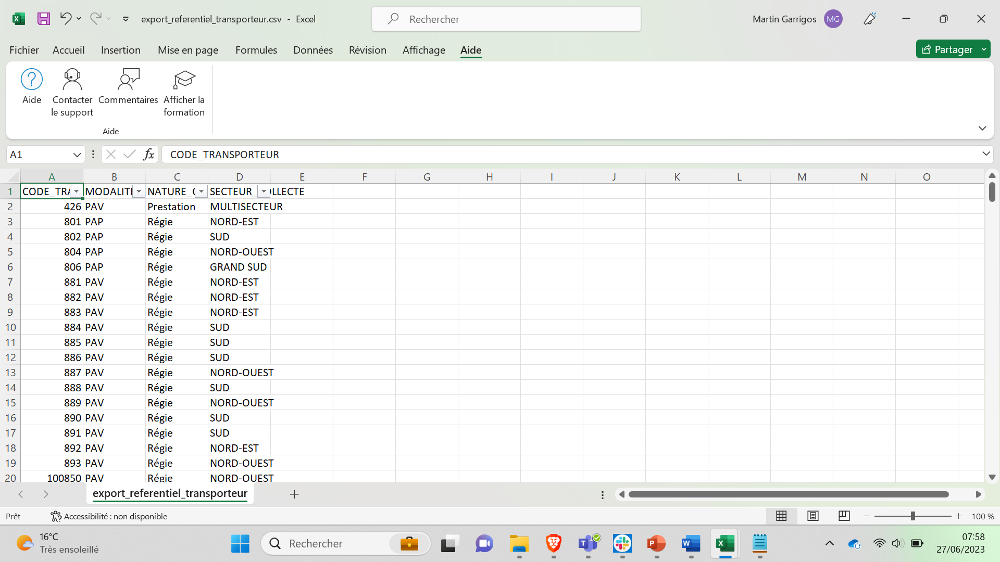 export_referentiel_transporteur.csv - Excel
Rechercher
Martin Garrigos MG
Fichier Accueil Insertion Mise en page Formules Données Révision Affichage Aide
Partager
Aide Contacter le support Commentaires Afficher la formation
Aide
A1 fx CODE_TRANSPORTEUR
A B C D E F G H I J K L M N O
1 CODE_TRA MODALITE NATURE_C SECTEUR_ OLLECTE
2 426 PAV Prestation MULTISECTEUR
3 801 PAP Régie NORD-EST
4 802 PAP Régie SUD
5 804 PAP Régie NORD-OUEST
6 806 PAP Régie GRAND SUD
7 881 PAV Régie NORD-EST
8 882 PAV Régie NORD-EST
9 883 PAV Régie NORD-EST
10 884 PAV Régie SUD
11 885 PAV Régie SUD
12 886 PAV Régie SUD
13 887 PAV Régie NORD-OUEST
14 888 PAV Régie SUD
15 889 PAV Régie NORD-OUEST
16 890 PAV Régie SUD
17 891 PAV Régie SUD
18 892 PAV Régie NORD-EST
19 893 PAV Régie NORD-OUEST
20 100850 PAV Régie NORD-OUEST
export_referentiel_transporteur
Prêt Accessibilité : non disponible 100 %
16°C
Très ensoleillé
Rechercher
07:58
27/06/2023